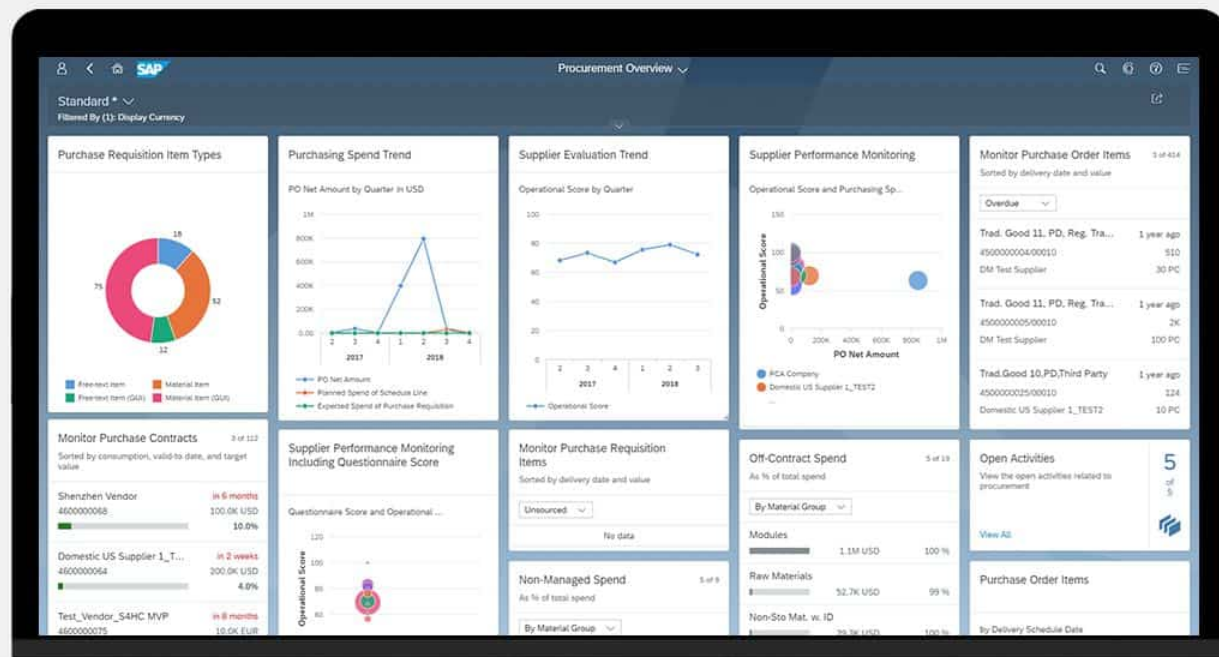 SAP
Procurement Overview
Standard *
Filtered By (1): Display Currency
Purchase Requisition Item Types
18
75
52
12
Free-text item
Material Item
Free-text Item (GUI)
Material Item (GUI)
Purchasing Spend Trend
PO Net Amount by Quarter in USD
1M
800K
600K
400K
200K
0.00
2 3 4 1 2 3 4
2017 2018
PO Net Amount
Planned Spend of Schedule Line
Expected Spend of Purchase Requisition
Supplier Evaluation Trend
Operational Score by Quarter
100
80
60
40
20
0
2 3 4 1 2 3
2017 2018
Operational Score
Supplier Performance Monitoring
Operational Score and Purchasing Sp...
Operational Score
150
100
50
0
0 200K 400K 600K 800K 1M
PO Net Amount
PCA Company
Domestic US Supplier 1_TEST2
...
Monitor Purchase Order Items 3 of 414
Sorted by delivery date and value
Overdue
Trad. Good 11, PD, Reg. Tra... 1 year ago
4500000004/00010 510
DM Test Supplier 30 PC
Trad. Good 11, PD, Reg. Tra... 1 year ago
4500000005/00010 2K
DM Test Supplier 100 PC
Trad.Good 10,PD,Third Party 1 year ago
4500000025/00010 124
Domestic US Supplier 1_TEST2 10 PC
Monitor Purchase Contracts 3 of 112
Sorted by consumption, valid-to date, and target
value
Shenzhen Vendor in 6 months
4600000068 100.0K USD
10.0%
Domestic US Supplier 1_T... in 2 weeks
4600000064 200.0K USD
4.0%
Test_Vendor_S4HC MVP in 8 months
4600000075 10.0K EUR
Supplier Performance Monitoring
Including Questionnaire Score
Questionnaire Score and Operational ...
Operational Score
120
100
80
60
Monitor Purchase Requisition
Items
Sorted by delivery date and value
Unsourced
No data
Non-Managed Spend 5 of 9
As % of total spend
By Material Group
Off-Contract Spend 5 of 19
As % of total spend
By Material Group
Modules
1.1M USD 100 %
Raw Materials
52.7K USD 99 %
Non-Sto Mat. w. ID
29.3K USD 100 %
Open Activities
View the open activities related to
procurement
5
of
5
View All
Purchase Order Items
by Delivery Schedule Date